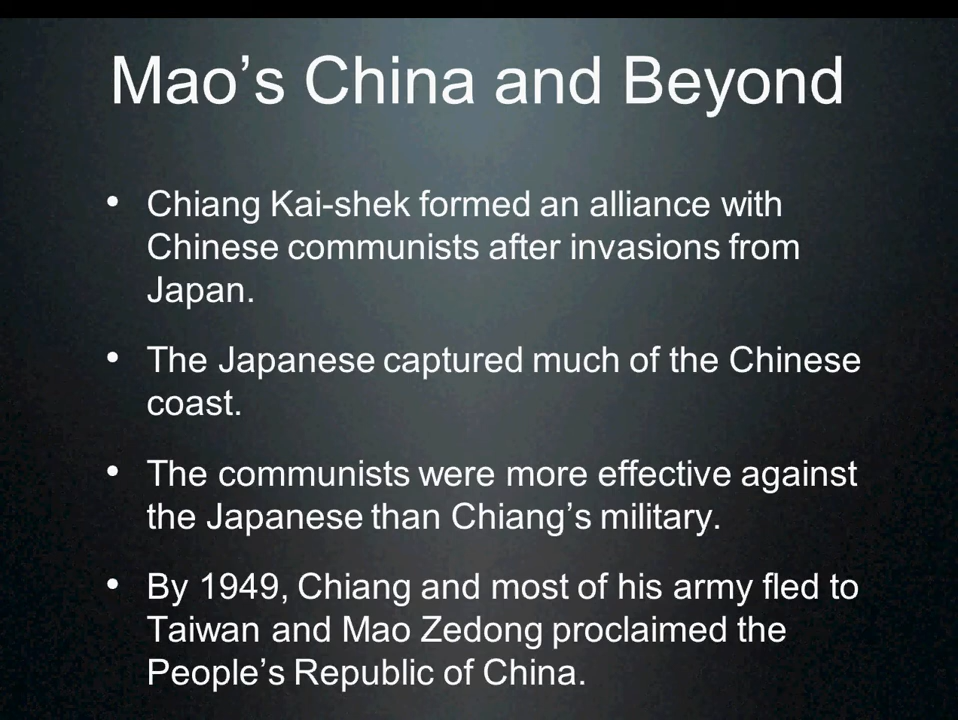 Mao’s China and Beyond
• Chiang Kai-shek formed an alliance with
Chinese communists after invasions from
Japan.
• The Japanese captured much of the Chinese
coast.
• The communists were more effective against
the Japanese than Chiang’s military.
• By 1949, Chiang and most of his army fled to
Taiwan and Mao Zedong proclaimed the
People’s Republic of China.